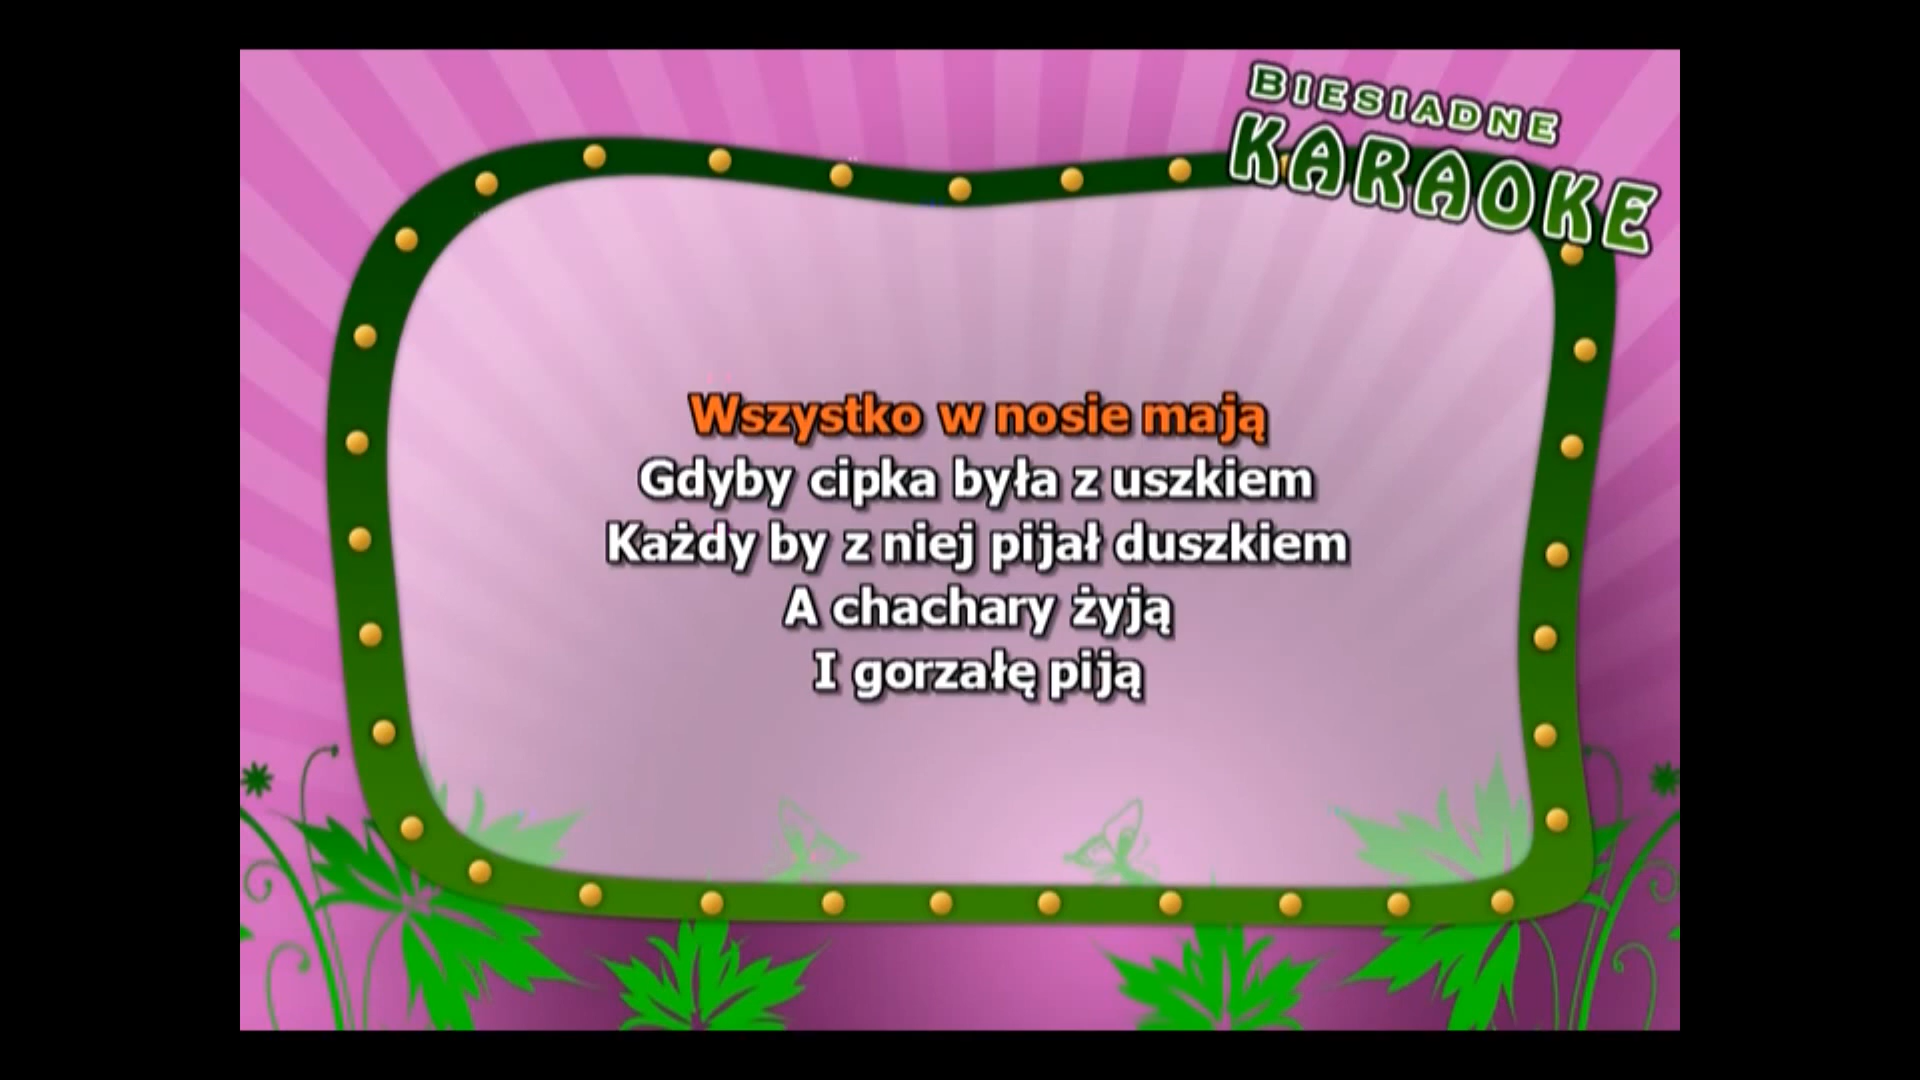 BIESIADNE
KARAOKE
Wszystko w nosie mają
Gdyby cipka była z uszkiem
Każdy by z niej pijał duszkiem
A chachary żyją
I gorzałę piją